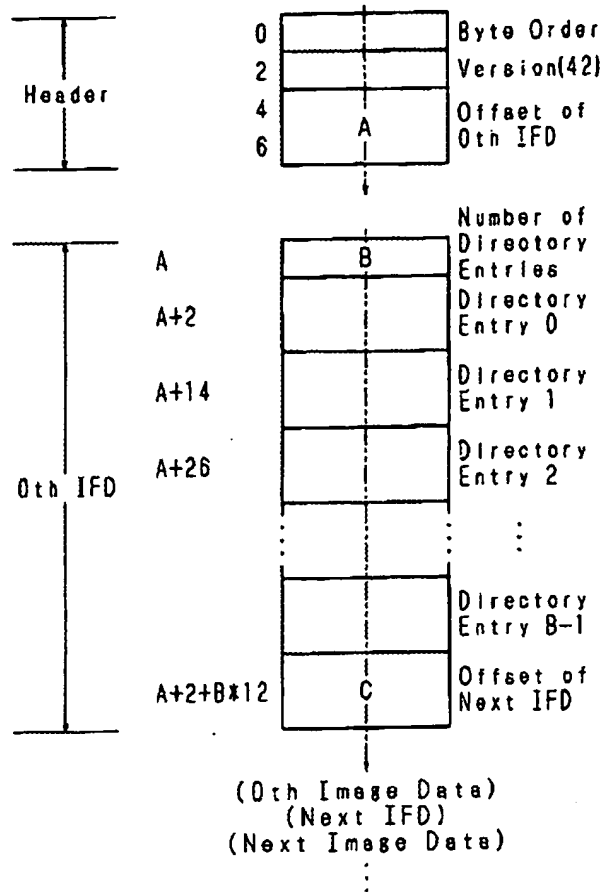 0 Byte Order
2 Version(42)
Header
4 Offset of
6 A 0th IFD
Number of
Directory
A B Entries
A+2 Directory
Entry 0
A+14 Directory
Entry 1
A+26 Directory
Entry 2
0th IFD
Directory
Entry B-1
A+2+B*12 C Offset of
Next IFD
(0th Image Data)
(Next IFD)
(Next Image Data)